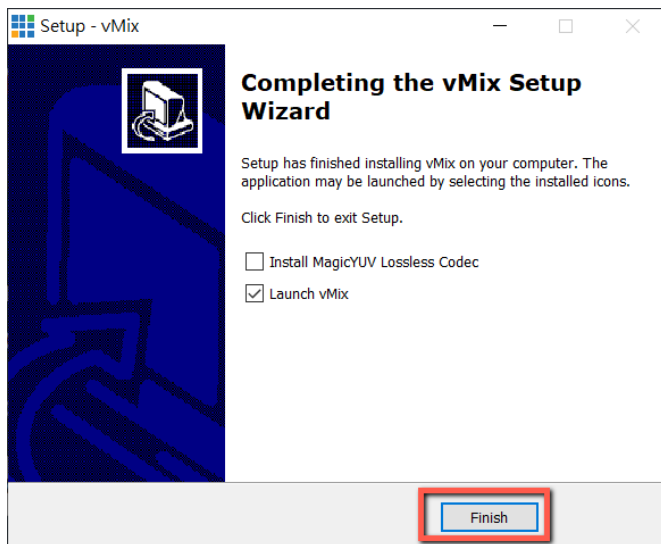 Setup - vMix
Completing the vMix Setup
Wizard
Setup has finished installing vMix on your computer. The
application may be launched by selecting the installed icons.
Click Finish to exit Setup.
Install MagicYUV Lossless Codec
Launch vMix
Finish